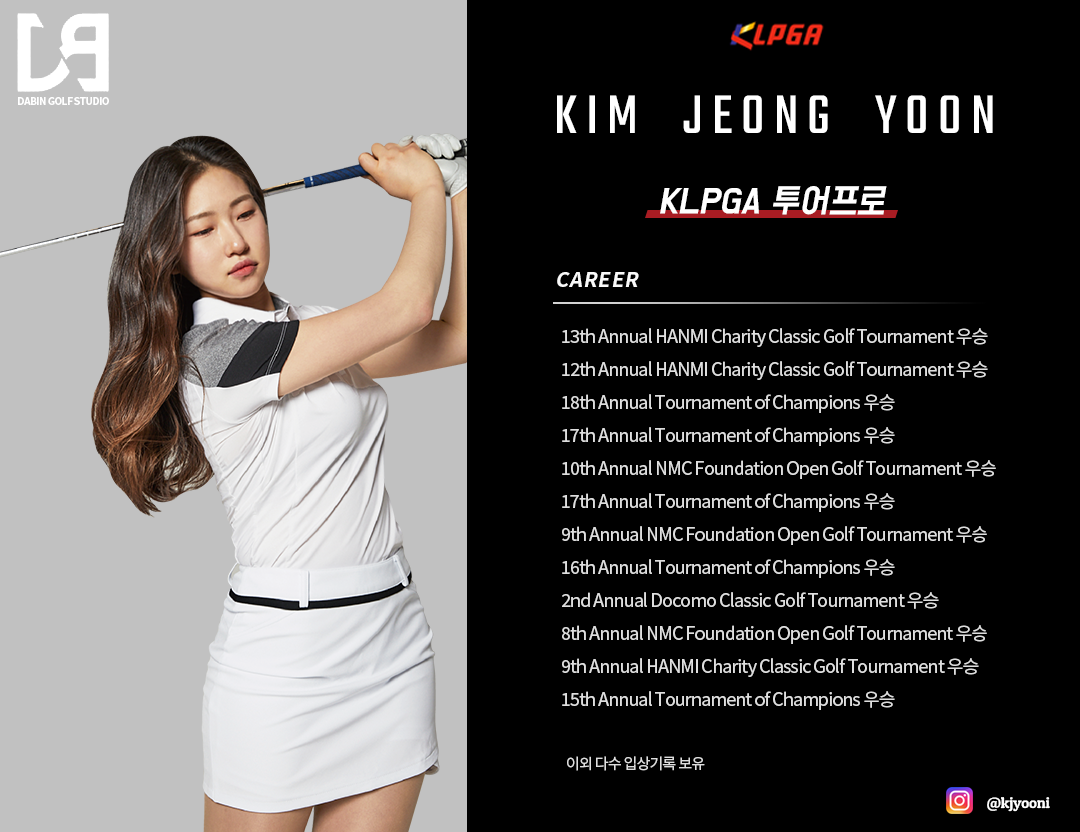 DABIN GOLF STUDIO
KLPGA
KIM JEONG YOON
KLPGA 투어프로
CAREER
13th Annual HANMI Charity Classic Golf Tournament 우승
12th Annual HANMI Charity Classic Golf Tournament 우승
18th Annual Tournament of Champions 우승
17th Annual Tournament of Champions 우승
10th Annual NMC Foundation Open Golf Tournament 우승
17th Annual Tournament of Champions 우승
9th Annual NMC Foundation Open Golf Tournament 우승
16th Annual Tournament of Champions 우승
2nd Annual Docomo Classic Golf Tournament 우승
8th Annual NMC Foundation Open Golf Tournament 우승
9th Annual HANMI Charity Classic Golf Tournament 우승
15th Annual Tournament of Champions 우승
이외 다수 입상기록 보유
@kjyooni